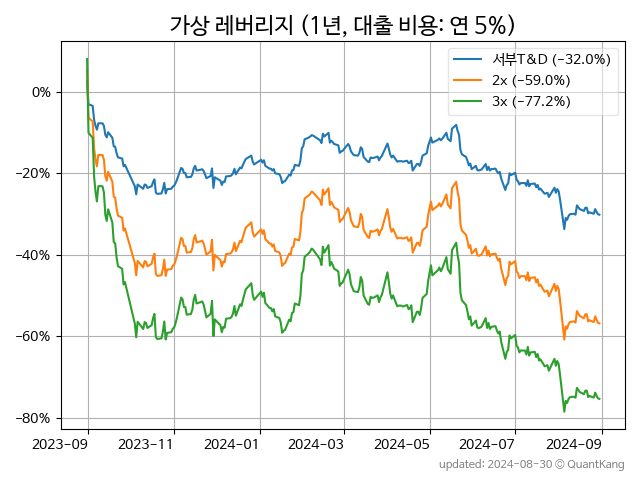 가상 레버리지 (1년, 대출 비용: 연 5%)
서부T&D (−32.0%)
2x (−59.0%)
3x (−77.2%)
0%
−20%
−40%
−60%
−80%
2023-09 2023-11 2024-01 2024-03 2024-05 2024-07 2024-09
updated: 2024-08-30 © QuantKang